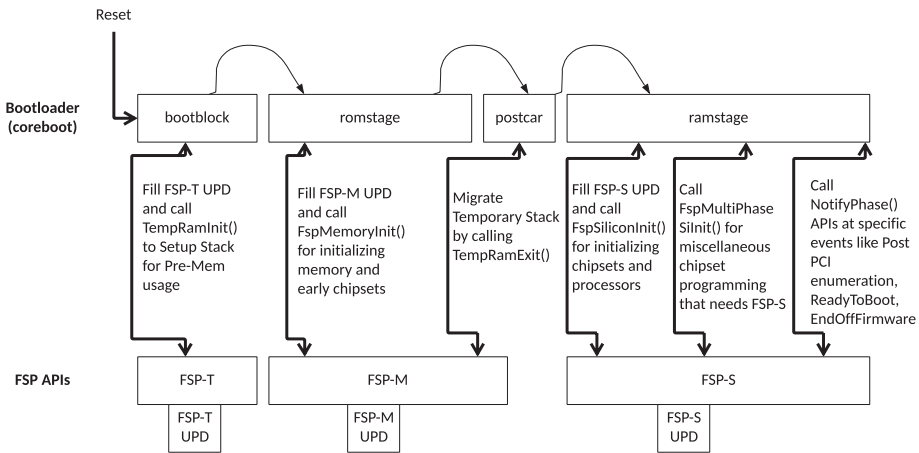 Reset
Bootloader
(coreboot)
bootblock
romstage
postcar
ramstage
Fill FSP-T UPD
and call
TempRamInit()
to Setup Stack
for Pre-Mem
usage
Fill FSP-M UPD
and call
FspMemoryInit()
for initializing
memory and
early chipsets
Migrate
Temporary Stack
by calling
TempRamExit()
Fill FSP-S UPD
and call
FspSiliconInit()
for initializing
chipsets and
processors
Call
FspMultiPhase
SiInit() for
miscellaneous
chipset
programming
that needs FSP-S
Call
NotifyPhase()
APIs at specific
events like Post
PCI
enumeration,
ReadyToBoot,
EndOffFirmware
FSP APIs
FSP-T
FSP-M
FSP-S
FSP-T
UPD
FSP-M
UPD
FSP-S
UPD